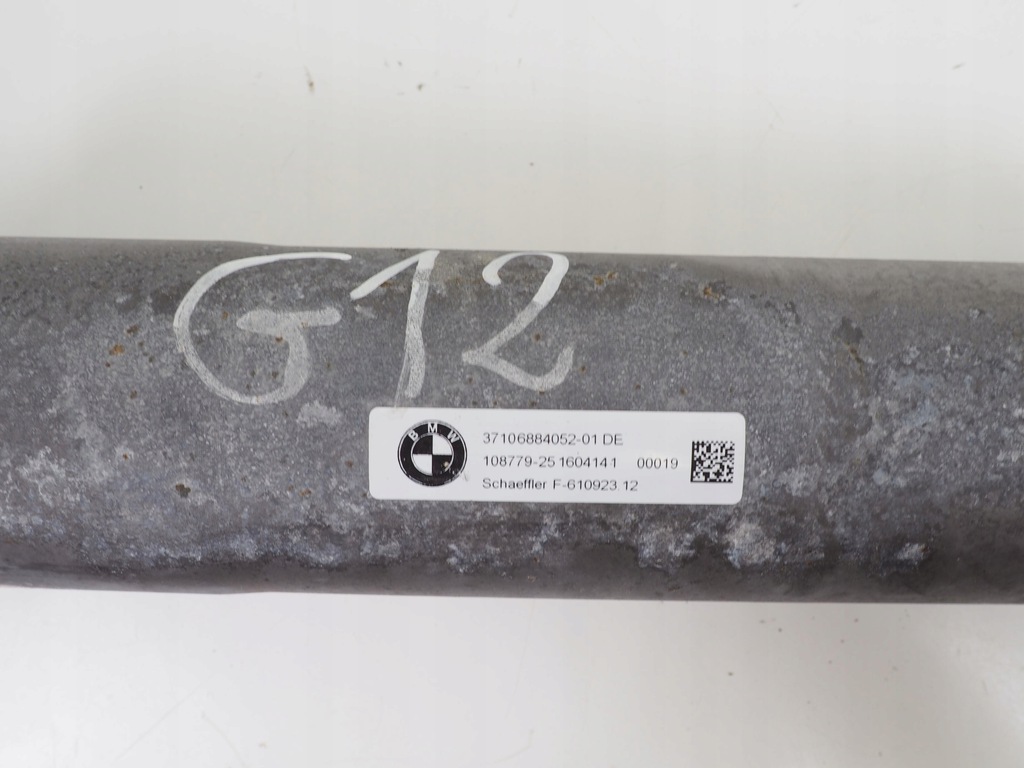 G12
BMW
37106884052-01 DE
108779-25 1604141 00019
Schaeffler F-610923 12